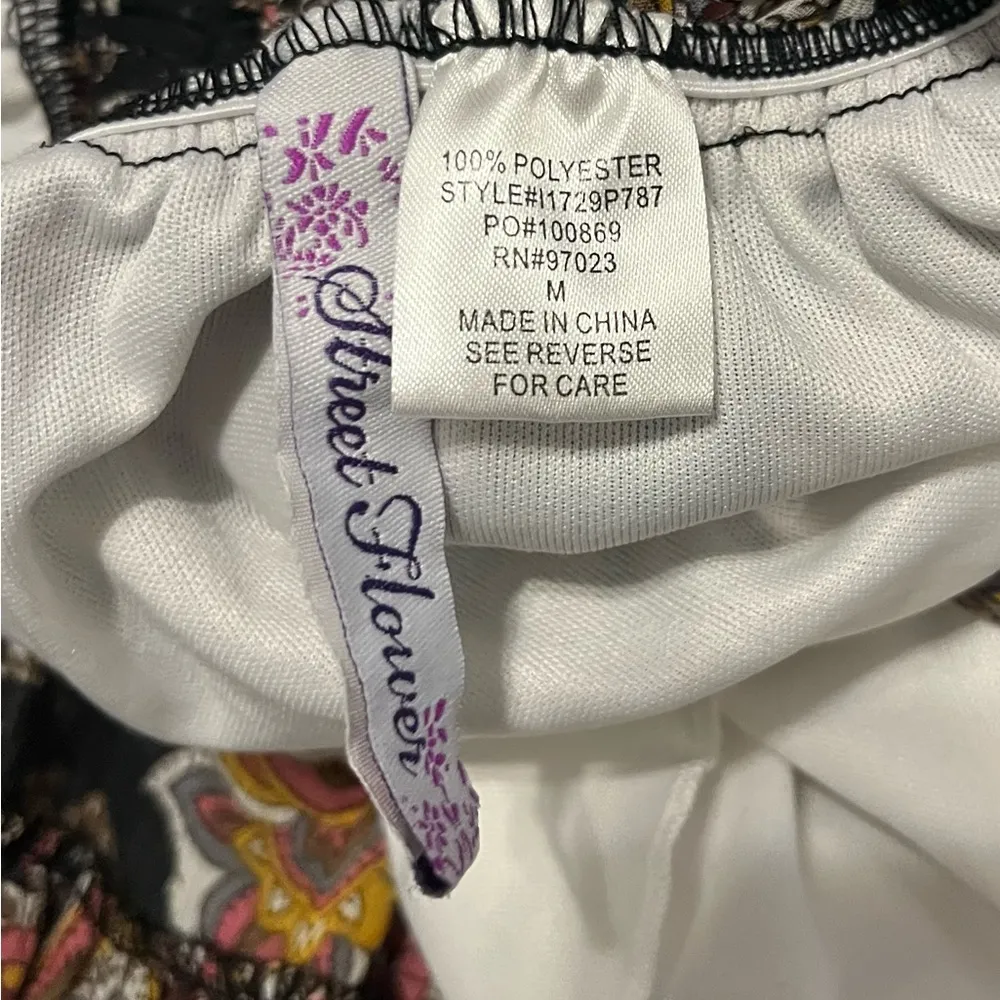 100% POLYESTER
STYLE#I1729P787
PO#100869
RN#97023
M
MADE IN CHINA
SEE REVERSE
FOR CARE
Street Flower